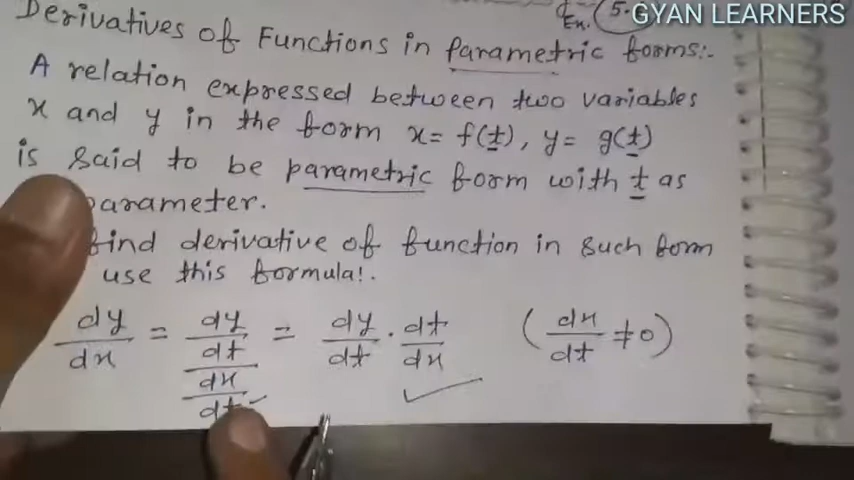 Ex. 5.
GYAN LEARNERS
Derivatives of Functions in parametric forms:-
A relation expressed between two variables
x and y in the form x = f(t), y = g(t)
is said to be parametric form with t as
parameter.
find derivative of function in such form
use this formula!.
dy/dx = (dy/dt)/(dx/dt) = dy/dt . dt/dx (dx/dt ≠ 0)